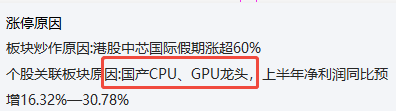 涨停原因
板块炒作原因:港股中芯国际假期涨超60%
个股关联板块原因:国产CPU、GPU龙头，上半年净利润同比预
增16.32%—30.78%